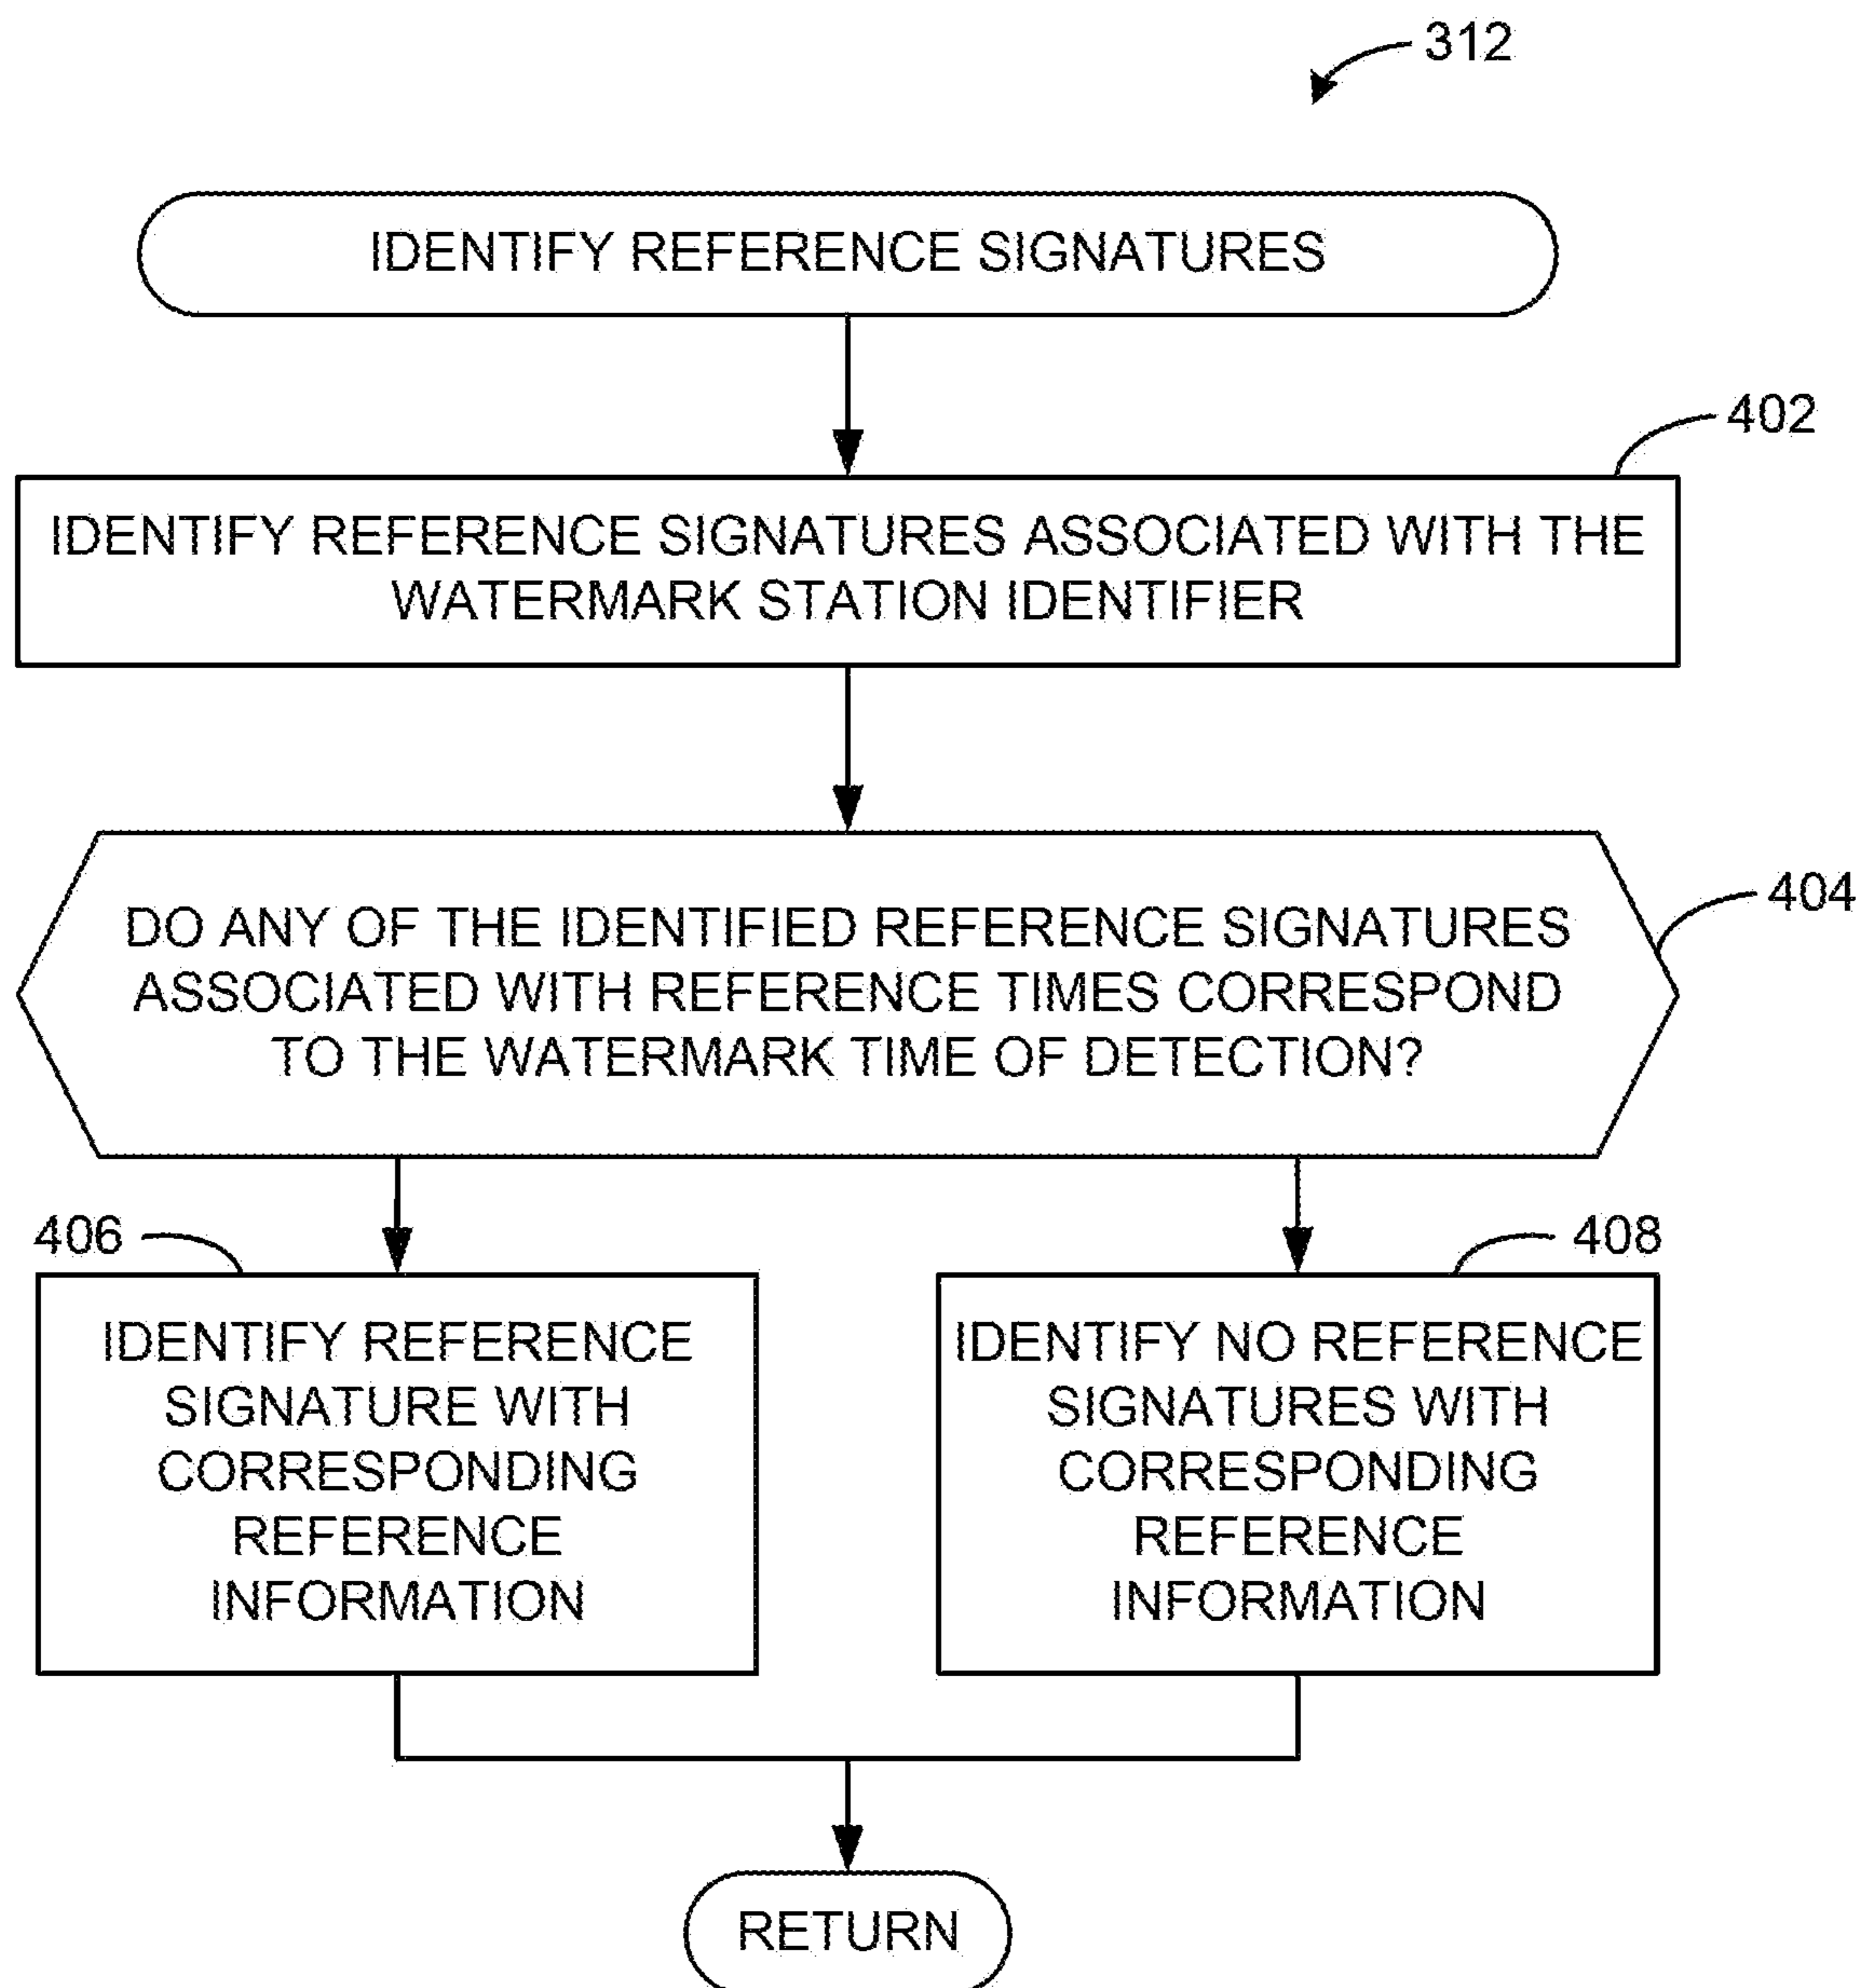 312
IDENTIFY REFERENCE SIGNATURES
402
IDENTIFY REFERENCE SIGNATURES ASSOCIATED WITH THE
WATERMARK STATION IDENTIFIER
404
DO ANY OF THE IDENTIFIED REFERENCE SIGNATURES
ASSOCIATED WITH REFERENCE TIMES CORRESPOND
TO THE WATERMARK TIME OF DETECTION?
406
IDENTIFY REFERENCE
SIGNATURE WITH
CORRESPONDING
REFERENCE
INFORMATION
408
IDENTIFY NO REFERENCE
SIGNATURES WITH
CORRESPONDING
REFERENCE
INFORMATION
RETURN